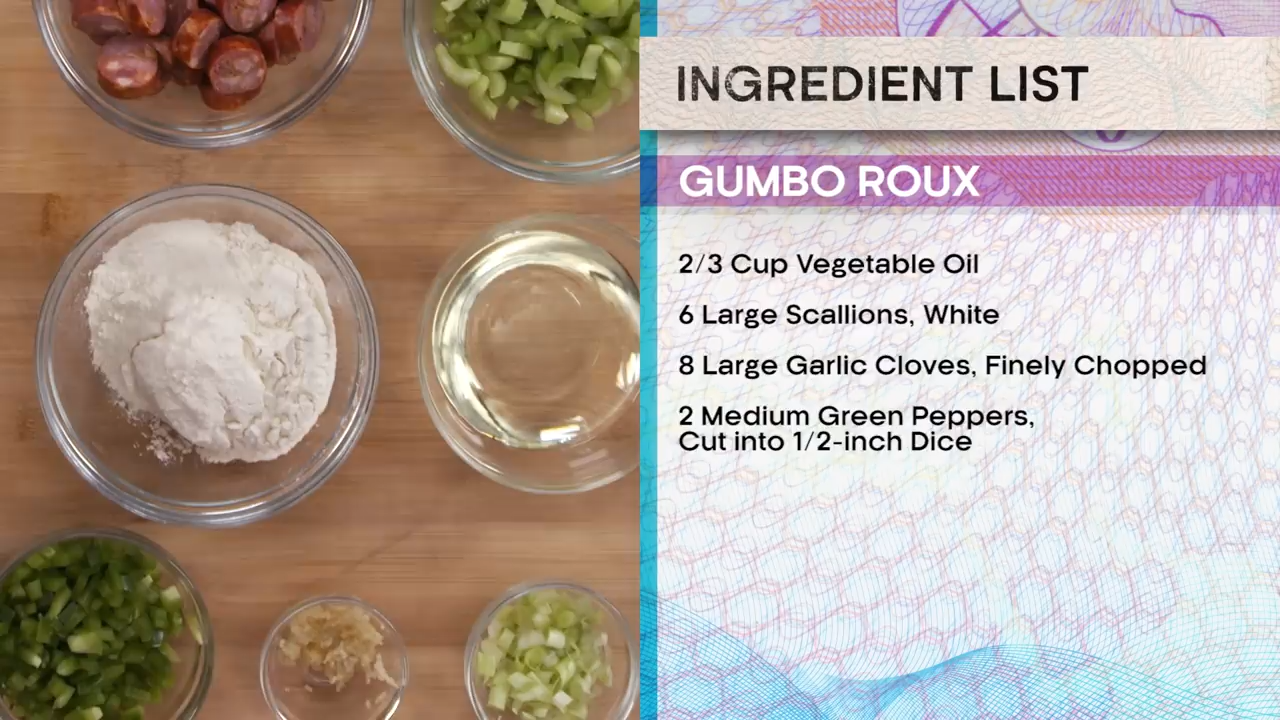 INGREDIENT LIST
GUMBO ROUX
2/3 Cup Vegetable Oil
6 Large Scallions, White
8 Large Garlic Cloves, Finely Chopped
2 Medium Green Peppers,
Cut into 1/2-inch Dice